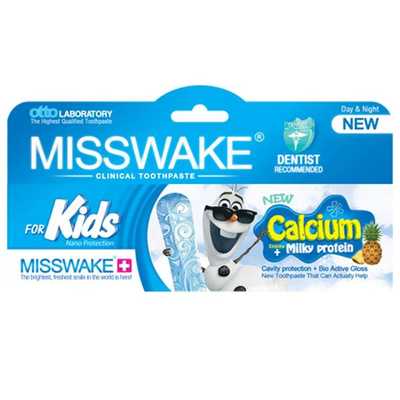 otto LABORATORY
The Highest Qualified Toothpaste
Day & Night
NEW
MISSWAKE®
CLINICAL TOOTHPASTE
DENTIST
RECOMMENDED
FOR Kids
Nano Protection
NEW
Calcium
Enzyme + Milky protein
MISSWAKE
The brightest, freshest smile in the world is here!
Cavity protection + Bio Active Gloss
New Toothpaste That Can Actually Help